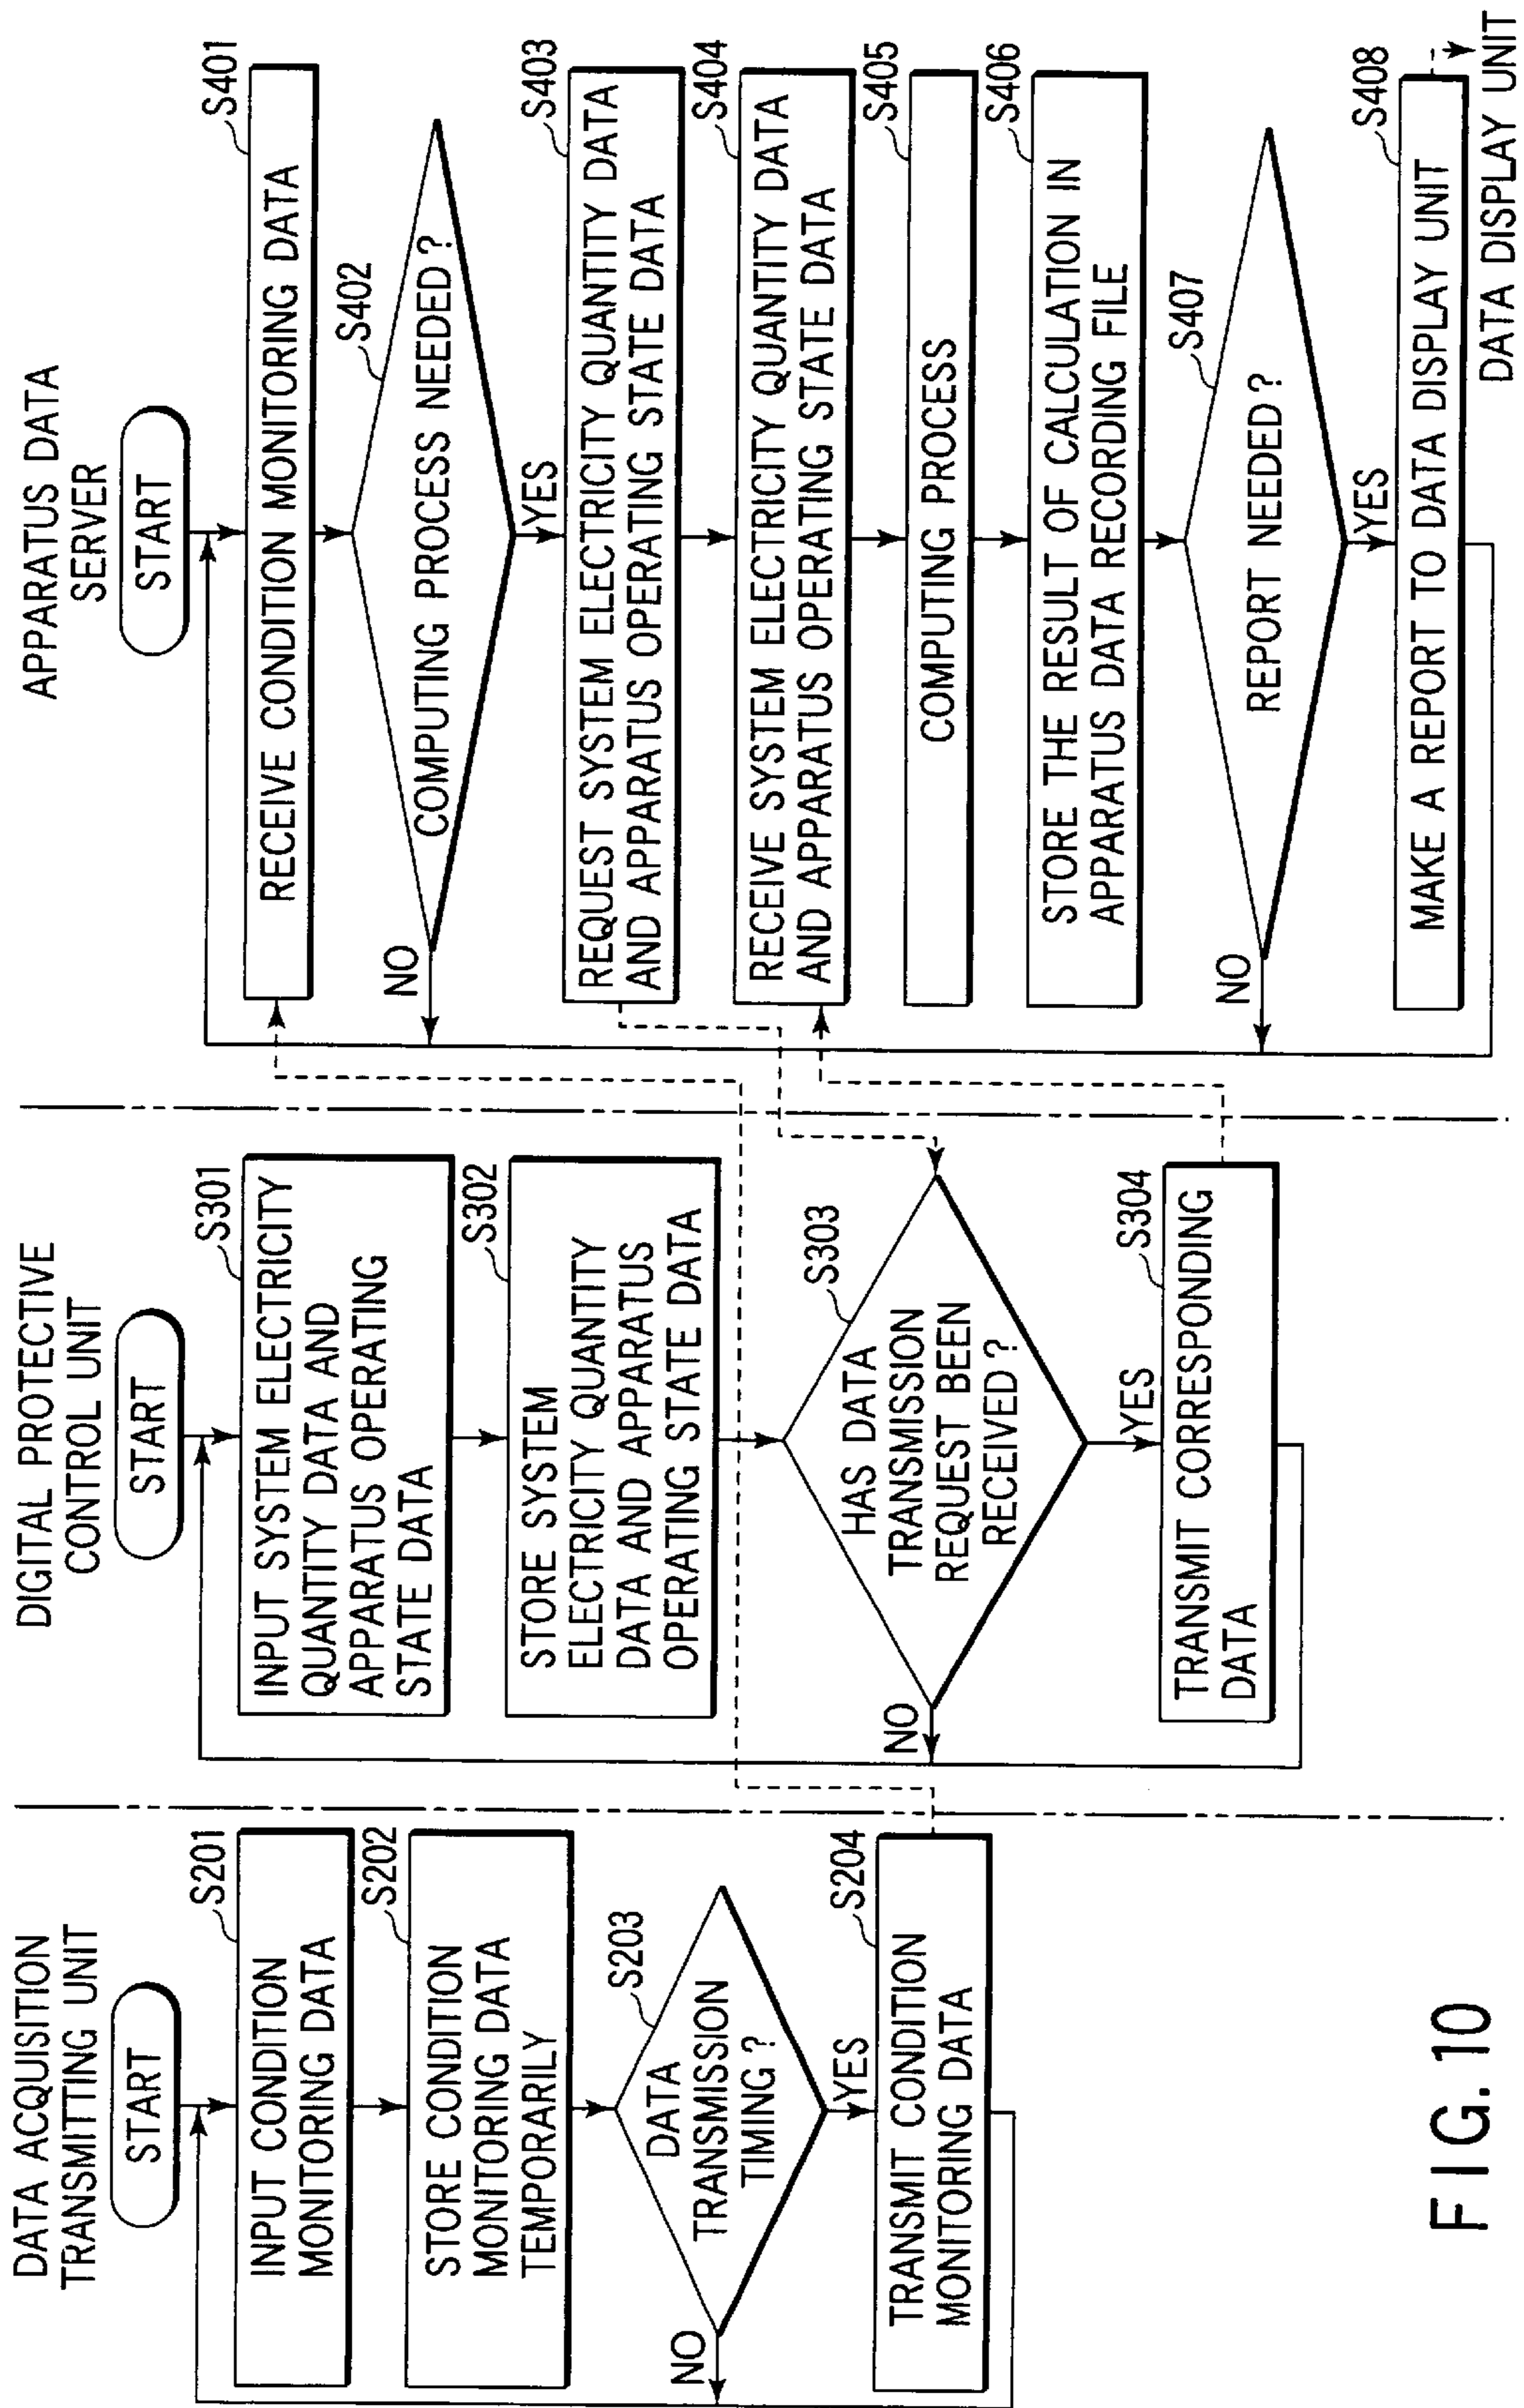 DATA ACQUISITION
TRANSMITTING UNIT
START
S201
INPUT CONDITION
MONITORING DATA
S202
STORE CONDITION
MONITORING DATA
TEMPORARILY
S203
DATA
TRANSMISSION
TIMING ?
NO
YES
S204
TRANSMIT CONDITION
MONITORING DATA
DIGITAL PROTECTIVE
CONTROL UNIT
START
S301
INPUT SYSTEM ELECTRICITY
QUANTITY DATA AND
APPARATUS OPERATING
STATE DATA
S302
STORE SYSTEM
ELECTRICITY QUANTITY
DATA AND APPARATUS
OPERATING STATE DATA
S303
HAS DATA
TRANSMISSION
REQUEST BEEN
RECEIVED ?
NO
YES
S304
TRANSMIT CORRESPONDING
DATA
APPARATUS DATA
SERVER
START
S401
RECEIVE CONDITION MONITORING DATA
S402
COMPUTING PROCESS NEEDED ?
NO
YES
S403
REQUEST SYSTEM ELECTRICITY QUANTITY DATA
AND APPARATUS OPERATING STATE DATA
S404
RECEIVE SYSTEM ELECTRICITY QUANTITY DATA
AND APPARATUS OPERATING STATE DATA
S405
COMPUTING PROCESS
S406
STORE THE RESULT OF CALCULATION IN
APPARATUS DATA RECORDING FILE
S407
REPORT NEEDED ?
NO
YES
S408
MAKE A REPORT TO DATA DISPLAY UNIT
DATA DISPLAY UNIT
FIG. 10